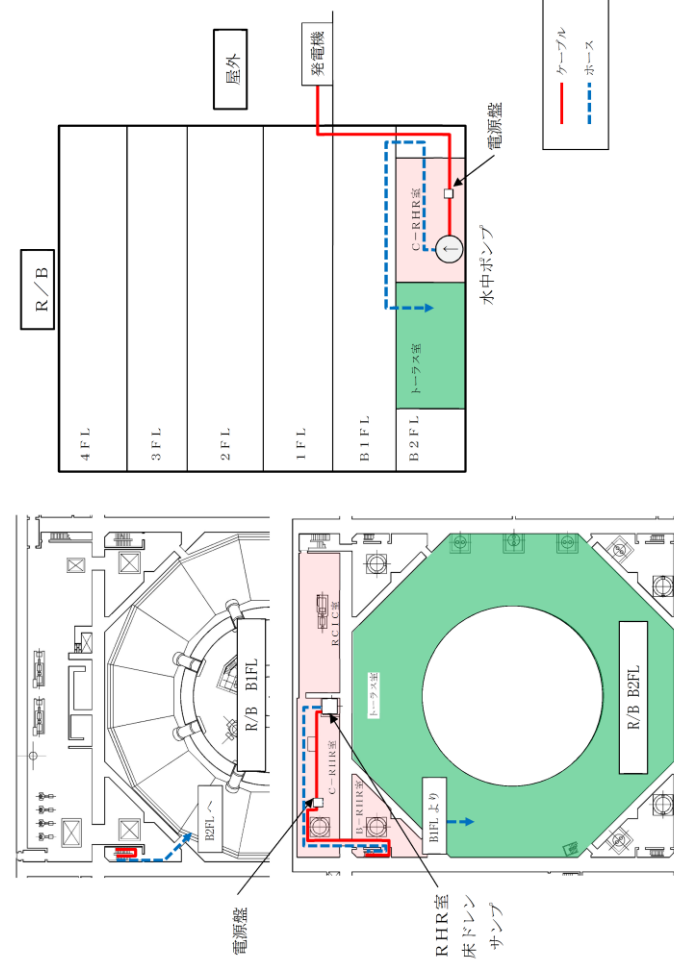 R／B
屋外
発電機
4FL
3FL
2FL
1FL
B1FL
B2FL
トーラス室
C－RHR室
電源盤
水中ポンプ
ケーブル
ホース
R/B B1FL
B2FLへ
電源盤
RCIC室
C－RHR室
B－RHR室
トーラス室
B1FLより
R/B B2FL
RHR室
床ドレン
サンプ